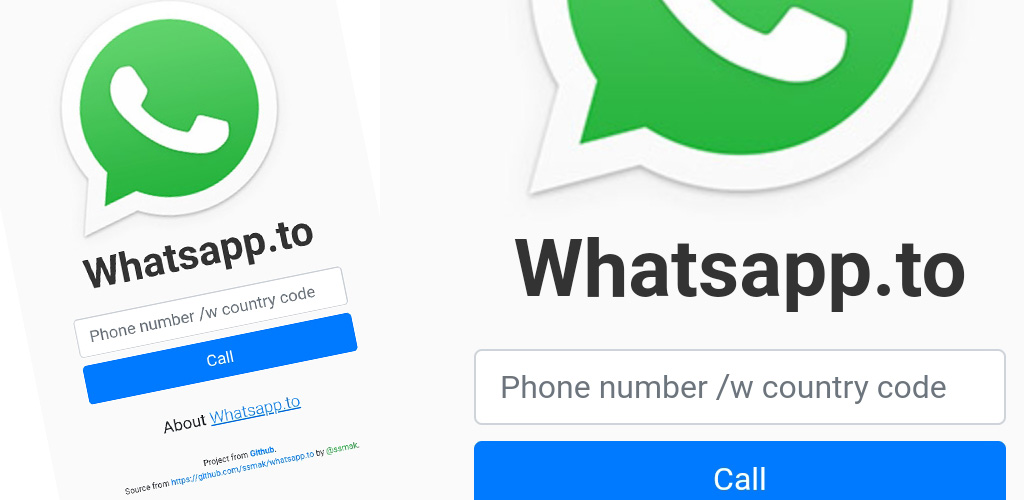 Whatsapp.to
Phone number /w country code
Call
About Whatsapp.to
Project from Github.
Source from https://github.com/ssmak/whatsapp.to by @ssmak.
Whatsapp.to
Phone number /w country code
Call